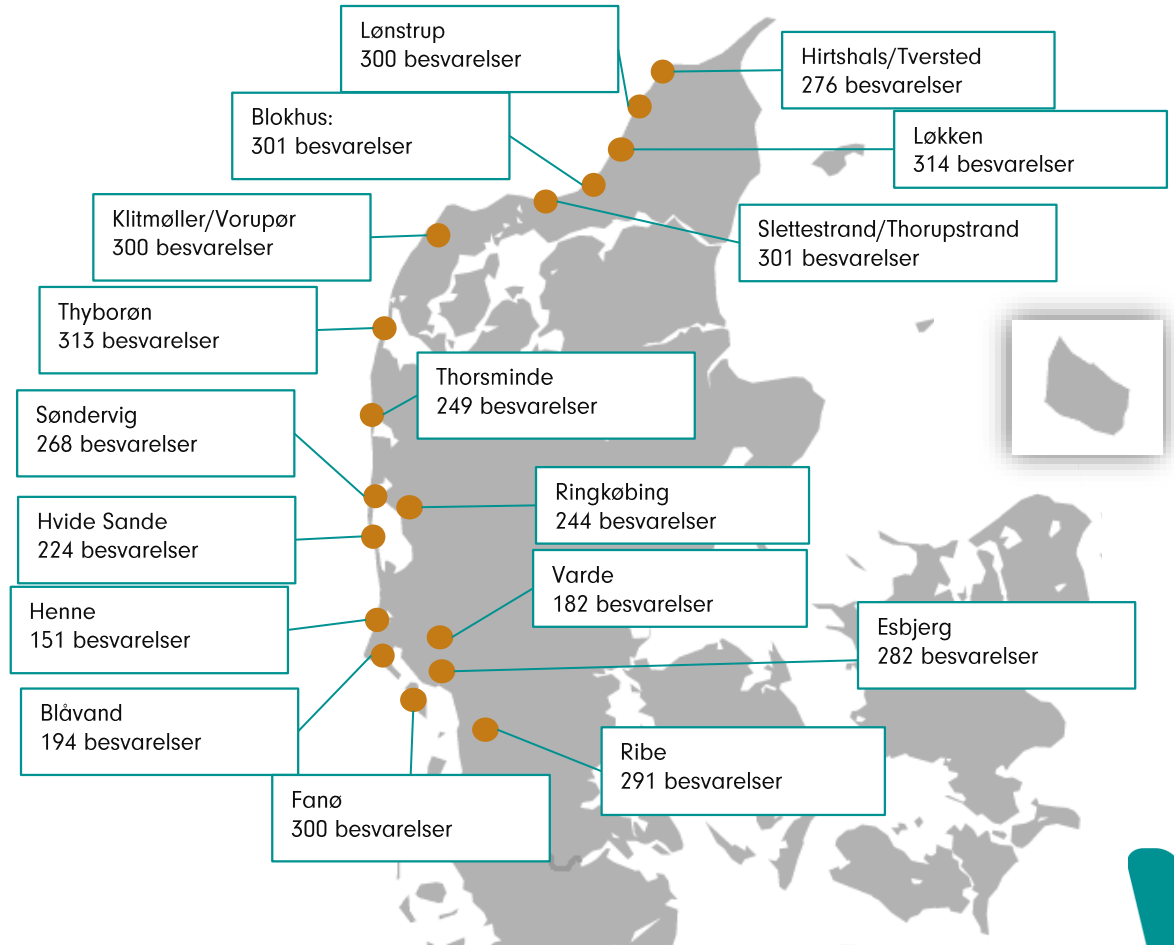 Lønstrup
300 besvarelser
Hirtshals/Tversted
276 besvarelser
Blokhus:
301 besvarelser
Løkken
314 besvarelser
Klitmøller/Vorupør
300 besvarelser
Slettestrand/Thorupstrand
301 besvarelser
Thyborøn
313 besvarelser
Thorsminde
249 besvarelser
Søndervig
268 besvarelser
Ringkøbing
244 besvarelser
Hvide Sande
224 besvarelser
Varde
182 besvarelser
Henne
151 besvarelser
Esbjerg
282 besvarelser
Blåvand
194 besvarelser
Ribe
291 besvarelser
Fanø
300 besvarelser